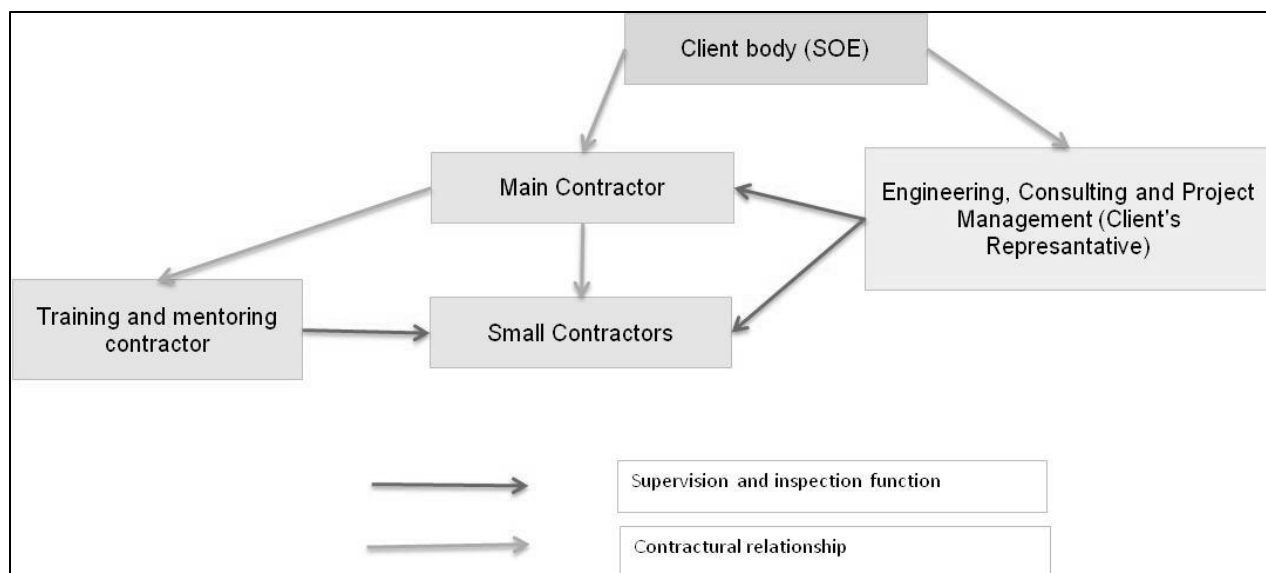 Client body (SOE)
Main Contractor
Engineering, Consulting and Project
Management (Client's
Represantative)
Training and mentoring
contractor
Small Contractors
Supervision and inspection function
Contractural relationship